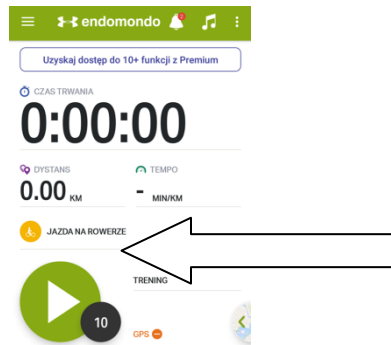 endomondo
Uzyskaj dostęp do 10+ funkcji z Premium
CZAS TRWANIA
0:00:00
DYSTANS
TEMPO
0.00 KM
- MIN/KM
JAZDA NA ROWERZE
TRENING
10
GPS